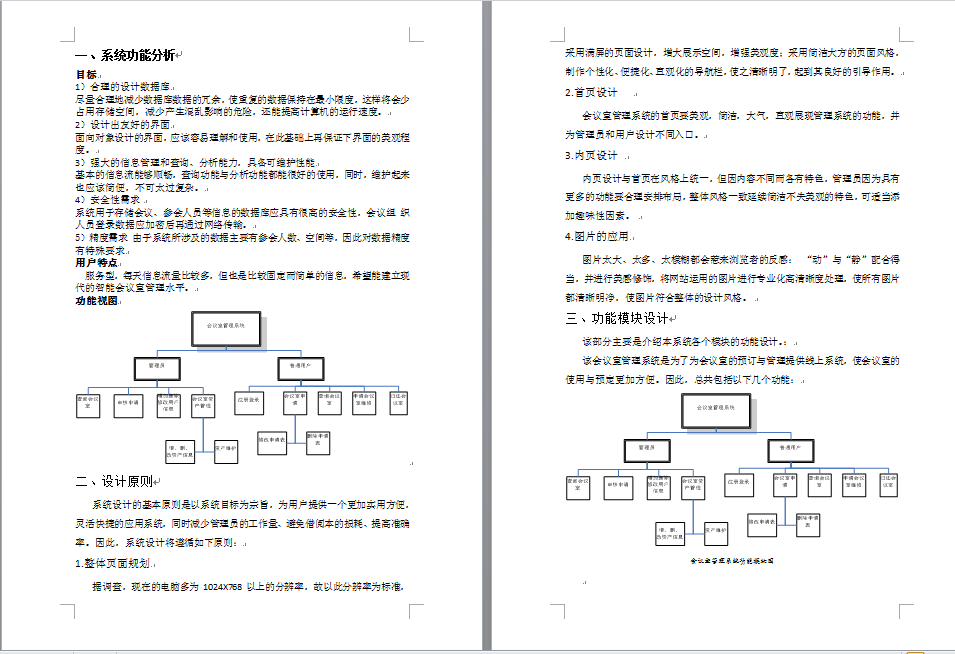 一、系统功能分析
目标
1）合理的设计数据库
尽量合理地减少数据库数据的冗余，使重复的数据保持在最小限度，这样将会少
占用存储空间，减少产生混乱影响的危险，还能提高计算机的运行速度。
2）设计出友好的界面
面向对象设计的界面，应该容易理解和使用，在此基础上再保证下界面的美观程
度。
3）强大的信息管理和查询、分析能力，具备可维护性能
基本的信息流能够顺畅，查询功能与分析功能都能很好的使用，同时，维护起来
也应该简便，不可太过复杂。
4）安全性需求
系统用于存储会议、参会人员等信息的数据库应具有很高的安全性，会议组 织
人员登录数据应加密后再通过网络传输。
5）精度需求 由于系统所涉及的数据主要有参会人数、空间等，因此对数据精度
有特殊要求
用户特点
服务型，每天信息流量比较多，但也是比较固定而简单的信息，希望能建立现
代的智能会议室管理水平。
功能视图
会议室管理系统
管理员 普通用户
查看会议室 审核申请 修改用户信息 会议室资产管理 注册登录 会议室申请 查询会议室 申请会议室维修 归还会议室
增、删、改资产信息 资产维护 修改申请表 删除申请表
二、设计原则
系统设计的基本原则是以系统目标为宗旨，为用户提供一个更加实用方便，
灵活快捷的应用系统，同时减少管理员的工作量、避免借阅本的损耗、提高准确
率。因此，系统设计将遵循如下原则：
1.整体页面规划
据调查，现在的电脑多为 1024X768 以上的分辨率，故以此分辨率为标准，
采用满屏的页面设计，增大展示空间，增强美观度；采用简洁大方的页面风格，
制作个性化、便捷化、直观化的导航栏，使之清晰明了，起到其良好的引导作用。
2.首页设计
会议室管理系统的首页要美观，简洁，大气，直观展现管理系统的功能，并
为管理员和用户设计不同入口。
3.内页设计
内页设计与首页在风格上统一，但因内容不同而各有特色，管理员因为具有
更多的功能要合理安排布局，整体风格一致延续简洁不失美观的特色，可适当添
加趣味性因素。
4.图片的应用
图片太大、太多、太模糊都会惹来浏览者的反感： “动”与“静”配合得
当，并进行美感修饰，将网站运用的图片进行专业化高清晰度处理，使所有图片
都清晰明净，使图片符合整体的设计风格。
三、功能模块设计
该部分主要是介绍本系统各个模块的功能设计。：
该会议室管理系统是为了为会议室的预订与管理提供线上系统，使会议室的
使用与预定更加方便。因此，总共包括以下几个功能：
会议室管理系统
管理员 普通用户
查看会议室 审核申请 修改用户信息 会议室资产管理 注册登录 会议室申请 查询会议室 申请会议室维修 归还会议室
增、删、改资产信息 资产维护 修改申请表 删除申请表
会议室管理系统功能模块图